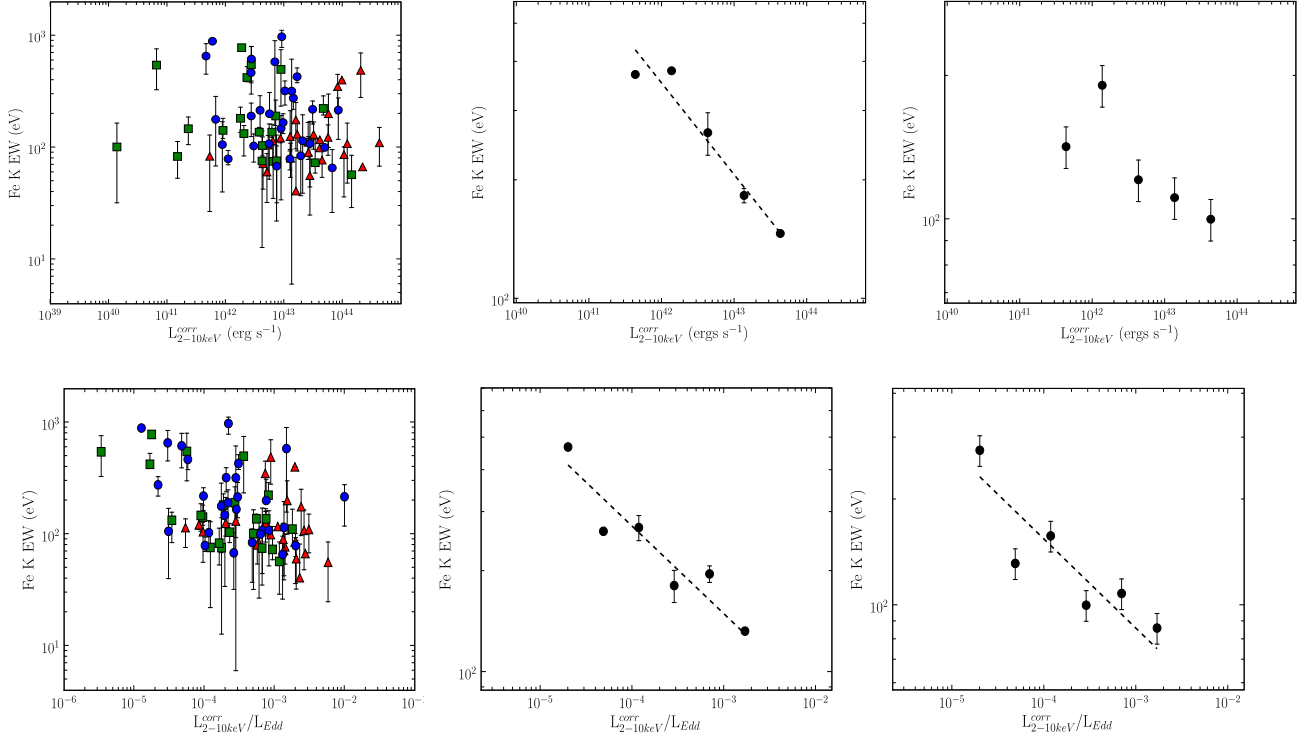 Fe K EW (eV)
10³
10²
10¹
10³⁹ 10⁴⁰ 10⁴¹ 10⁴² 10⁴³ 10⁴⁴
L^{corr}_{2−10keV} (erg s⁻¹)
Fe K EW (eV)
10²
10⁴⁰ 10⁴¹ 10⁴² 10⁴³ 10⁴⁴
L^{corr}_{2−10keV} (ergs s⁻¹)
Fe K EW (eV)
10²
10⁴⁰ 10⁴¹ 10⁴² 10⁴³ 10⁴⁴
L^{corr}_{2−10keV} (ergs s⁻¹)
Fe K EW (eV)
10³
10²
10¹
10⁻⁶ 10⁻⁵ 10⁻⁴ 10⁻³ 10⁻² 10⁻
L^{corr}_{2−10keV}/L_{Edd}
Fe K EW (eV)
10²
10⁻⁵ 10⁻⁴ 10⁻³ 10⁻²
L^{corr}_{2−10keV}/L_{Edd}
Fe K EW (eV)
10²
10⁻⁵ 10⁻⁴ 10⁻³ 10⁻²
L^{corr}_{2−10keV}/L_{Edd}